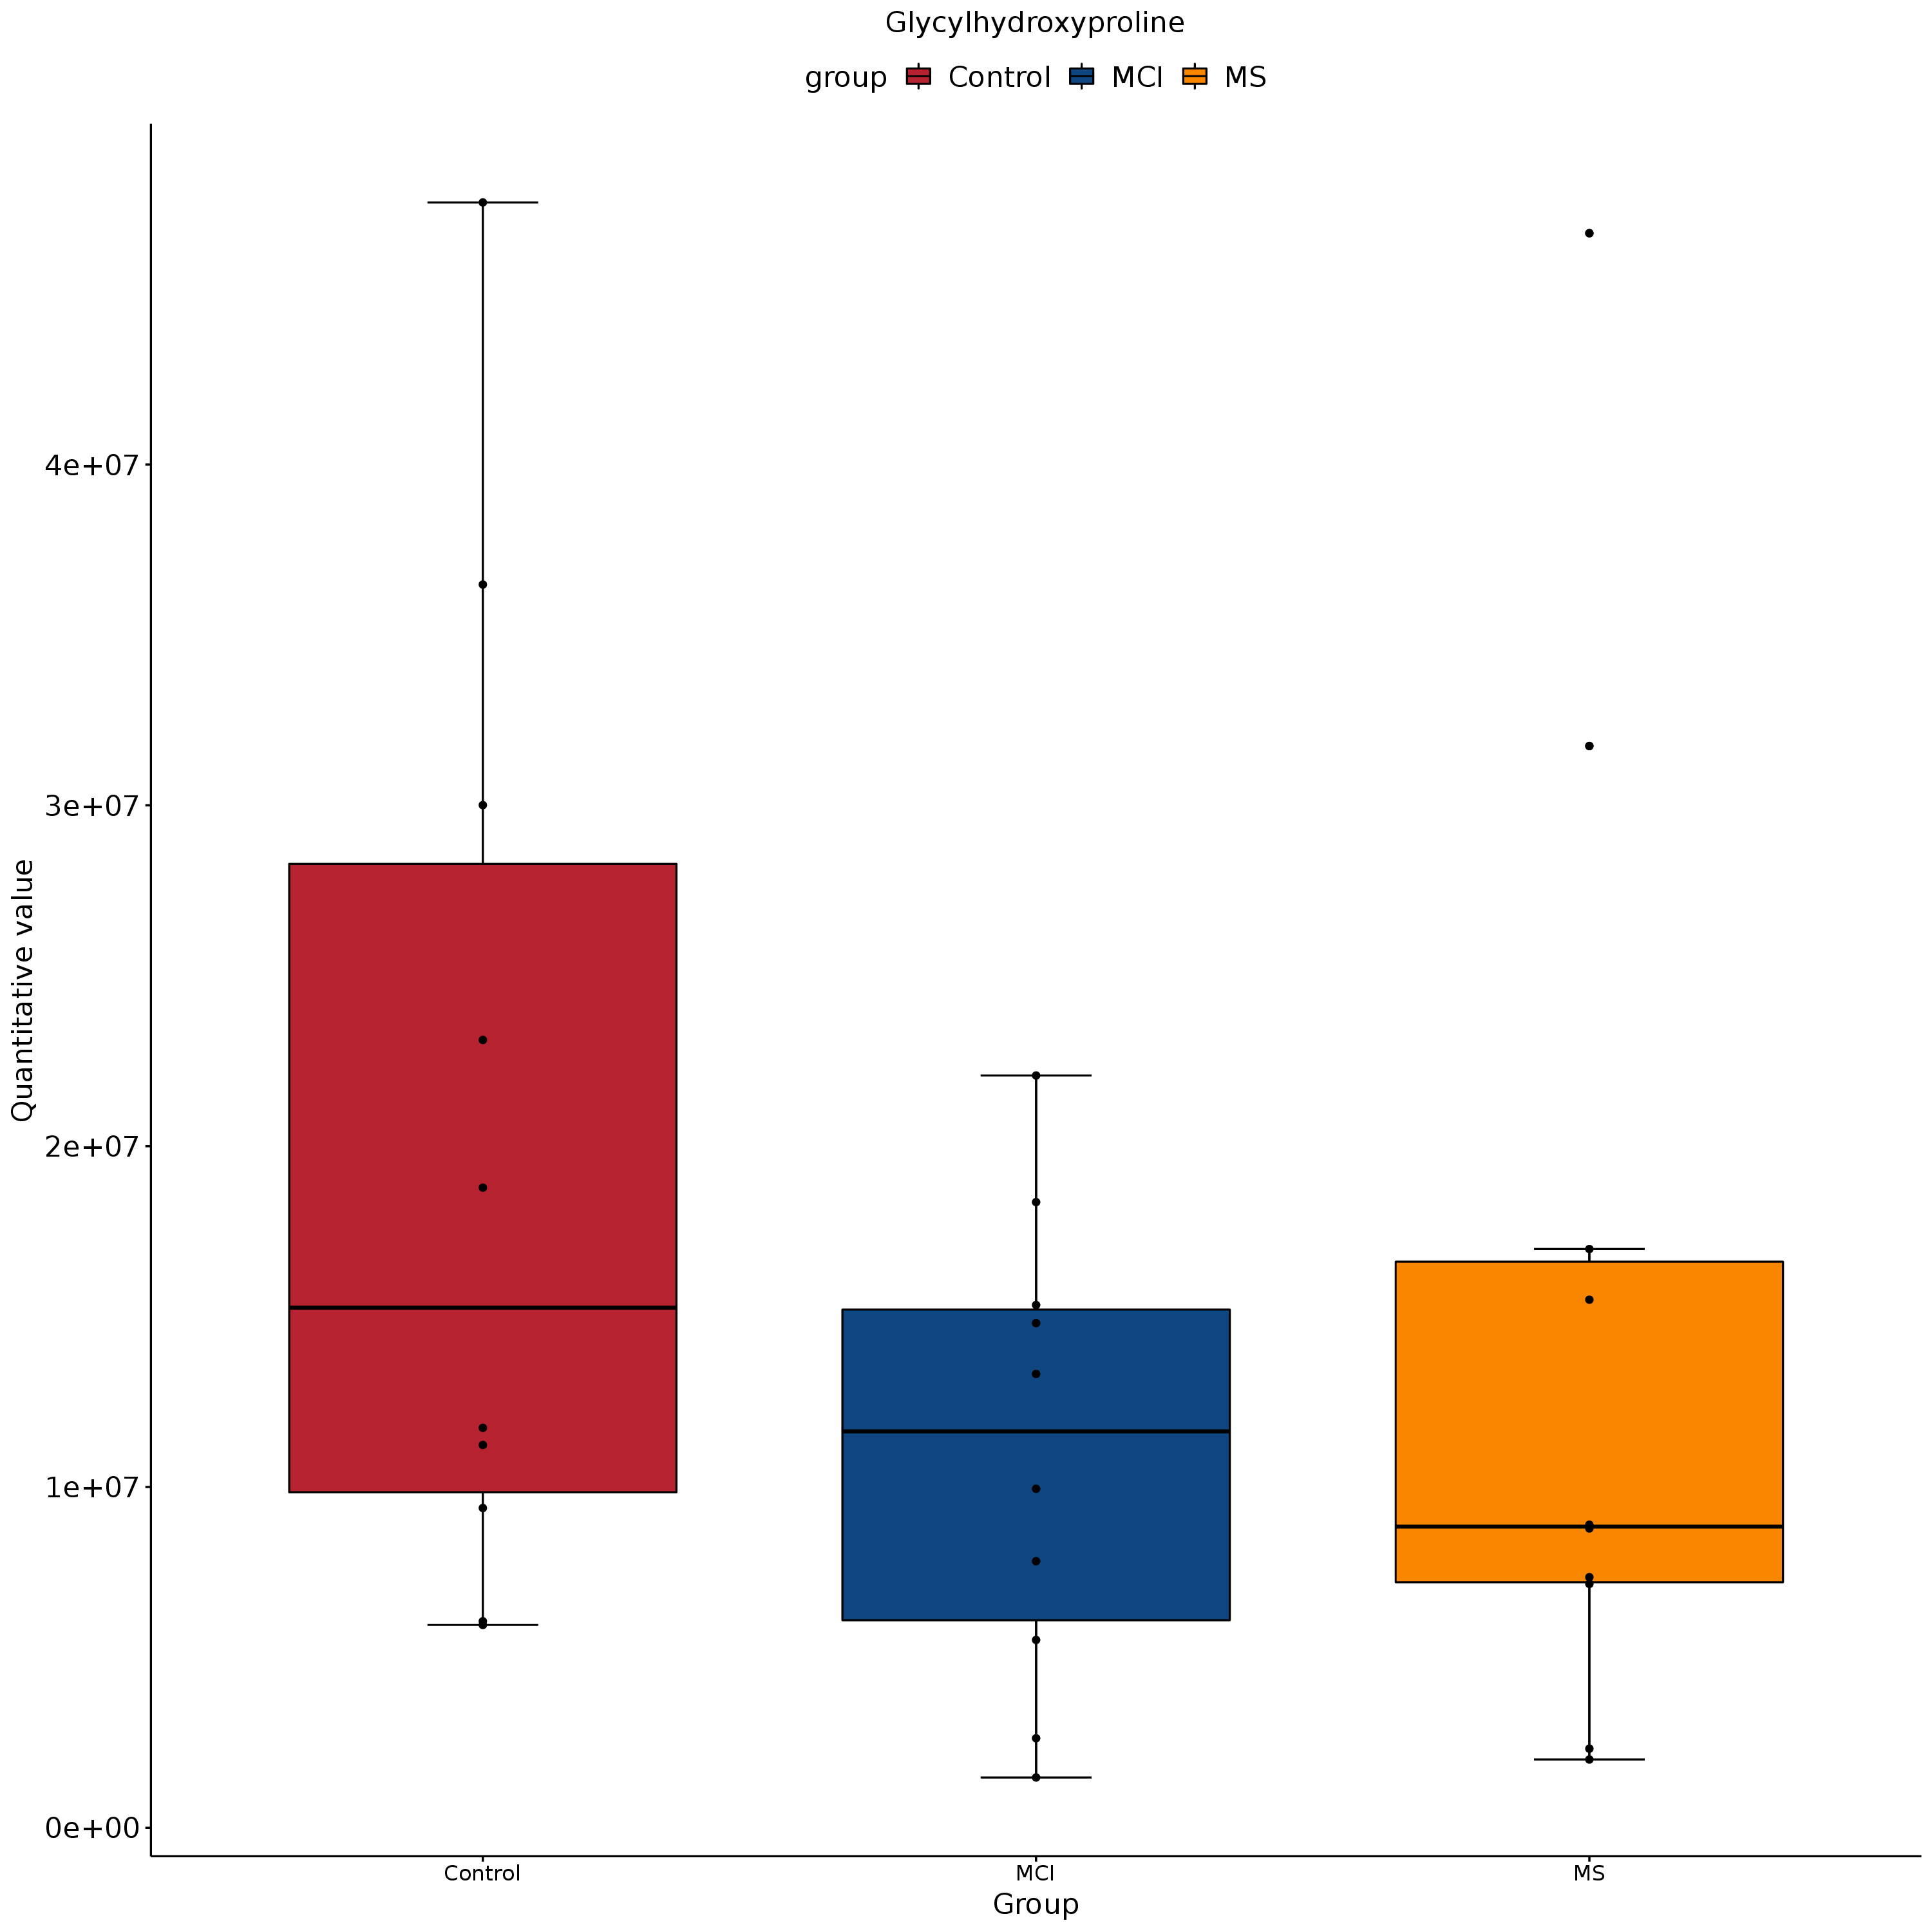 Glycylhydroxyproline
group Control MCI MS
Quantitative value
4e+07
3e+07
2e+07
1e+07
0e+00
Control MCI MS
Group